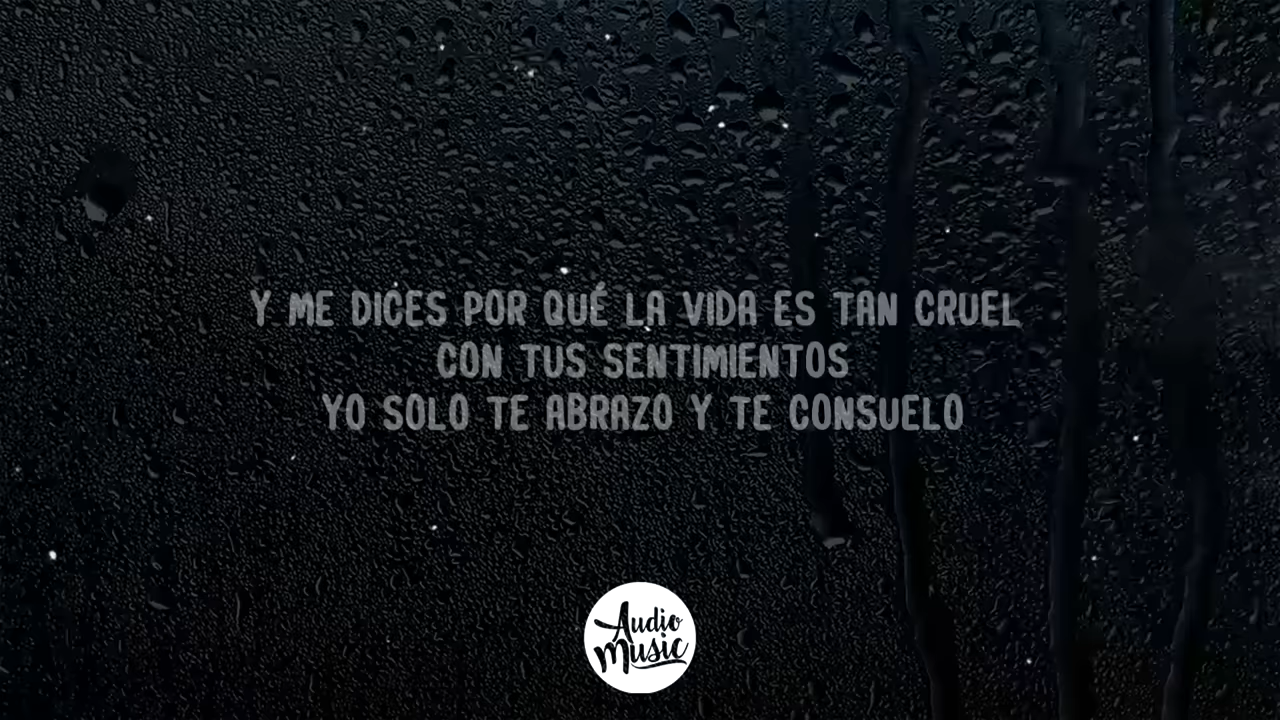 Y ME DICES POR QUÉ LA VIDA ES TAN CRUEL
CON TUS SENTIMIENTOS
YO SOLO TE ABRAZO Y TE CONSUELO
Audio
Music